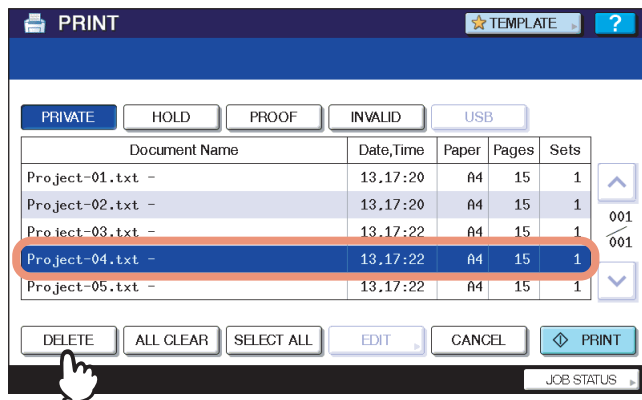 PRINT TEMPLATE ?
PRIVATE HOLD PROOF INVALID USB
Document Name Date,Time Paper Pages Sets
Project-01.txt - 13,17:20 A4 15 1
Project-02.txt - 13,17:20 A4 15 1
Project-03.txt - 13,17:22 A4 15 1
Project-04.txt - 13,17:22 A4 15 1
Project-05.txt - 13,17:22 A4 15 1
001
001
DELETE ALL CLEAR SELECT ALL EDIT CANCEL PRINT
JOB STATUS